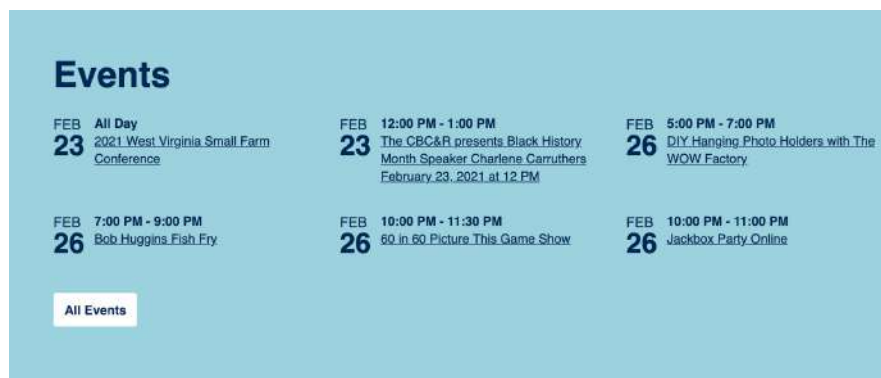 Events
FEB
23
All Day
2021 West Virginia Small Farm
Conference
FEB
23
12:00 PM - 1:00 PM
The CBC&R presents Black History
Month Speaker Charlene Carruthers
February 23, 2021 at 12 PM
FEB
26
5:00 PM - 7:00 PM
DIY Hanging Photo Holders with The
WOW Factory
FEB
26
7:00 PM - 9:00 PM
Bob Huggins Fish Fry
FEB
26
10:00 PM - 11:30 PM
60 in 60 Picture This Game Show
FEB
26
10:00 PM - 11:00 PM
Jackbox Party Online
All Events